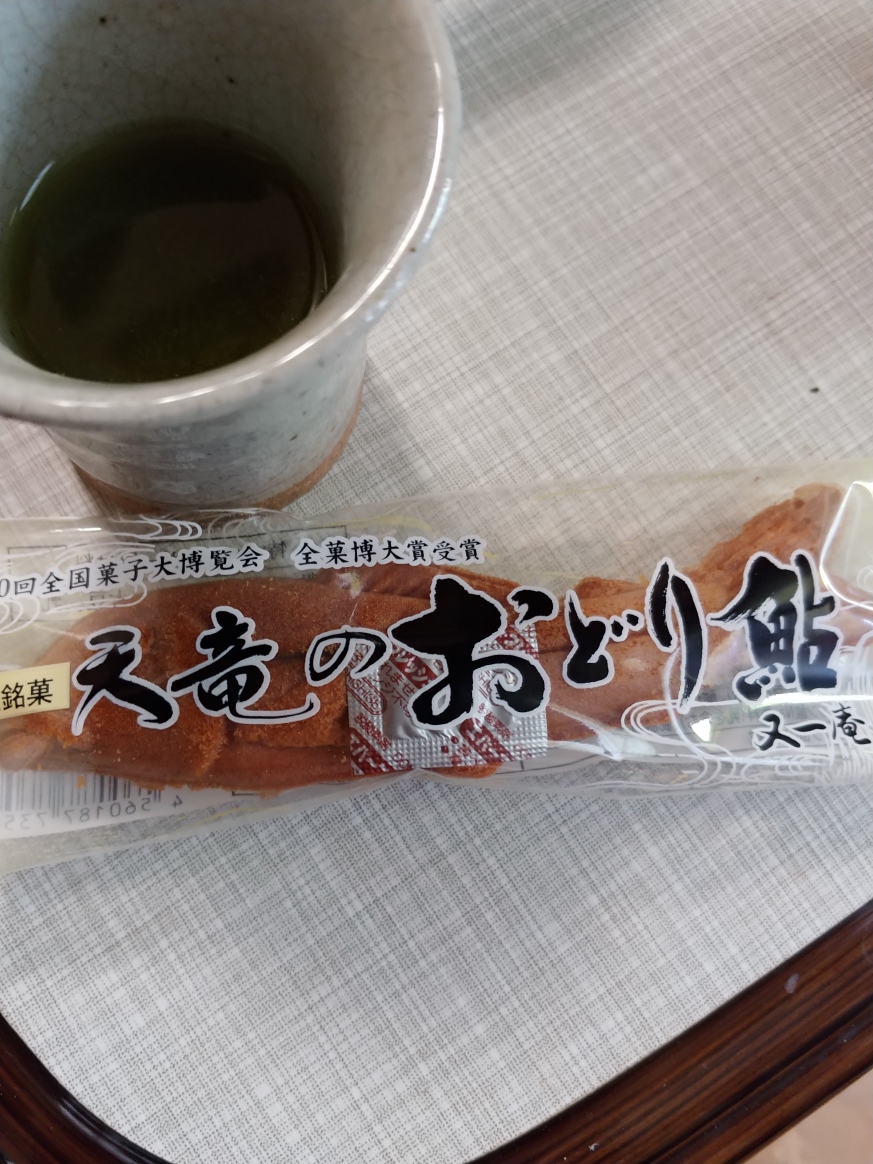 0回全国菓子大博覧会 全菓博大賞受賞
銘菓
天竜のおどり鮎
又一庵
4560187735